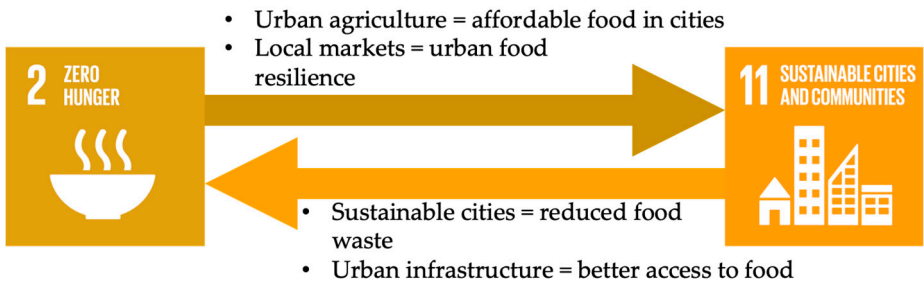 • Urban agriculture = affordable food in cities
• Local markets = urban food
resilience
2 ZERO
HUNGER
11 SUSTAINABLE CITIES
AND COMMUNITIES
• Sustainable cities = reduced food
waste
• Urban infrastructure = better access to food